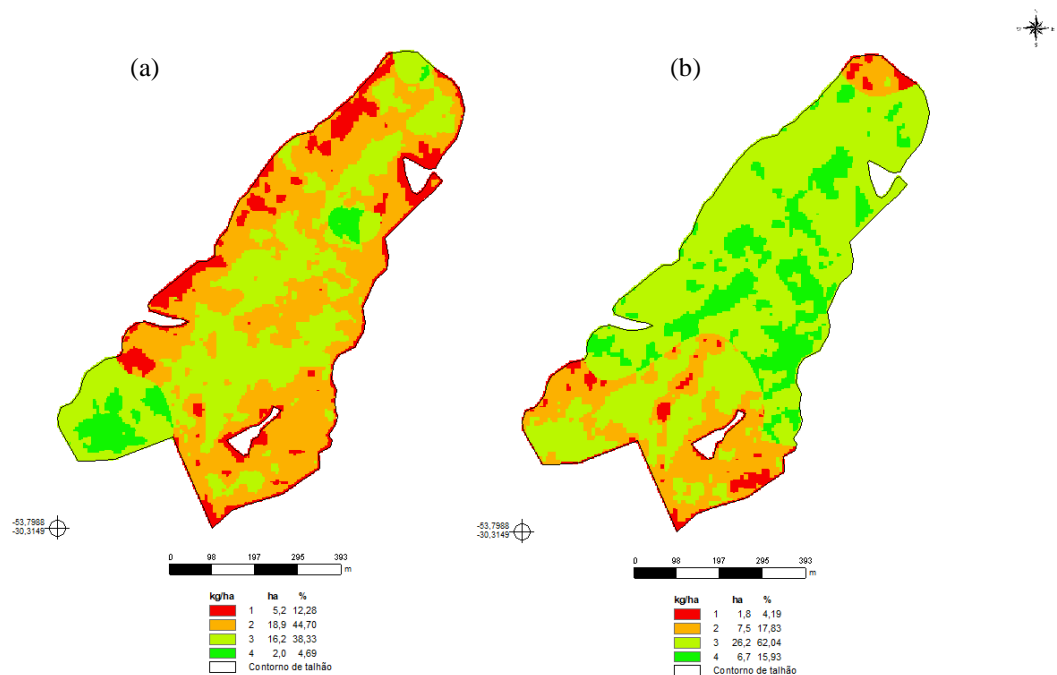 (a)
(b)
-53,7988
-30,3149
0 98 197 295 393
m
kg/ha ha %
1 5,2 12,28
2 18,9 44,70
3 16,2 38,33
4 2,0 4,69
Contorno de talhão
-53,7988
-30,3149
0 98 197 295 393
m
kg/ha ha %
1 1,8 4,19
2 7,5 17,83
3 26,2 62,04
4 6,7 15,93
Contorno de talhão